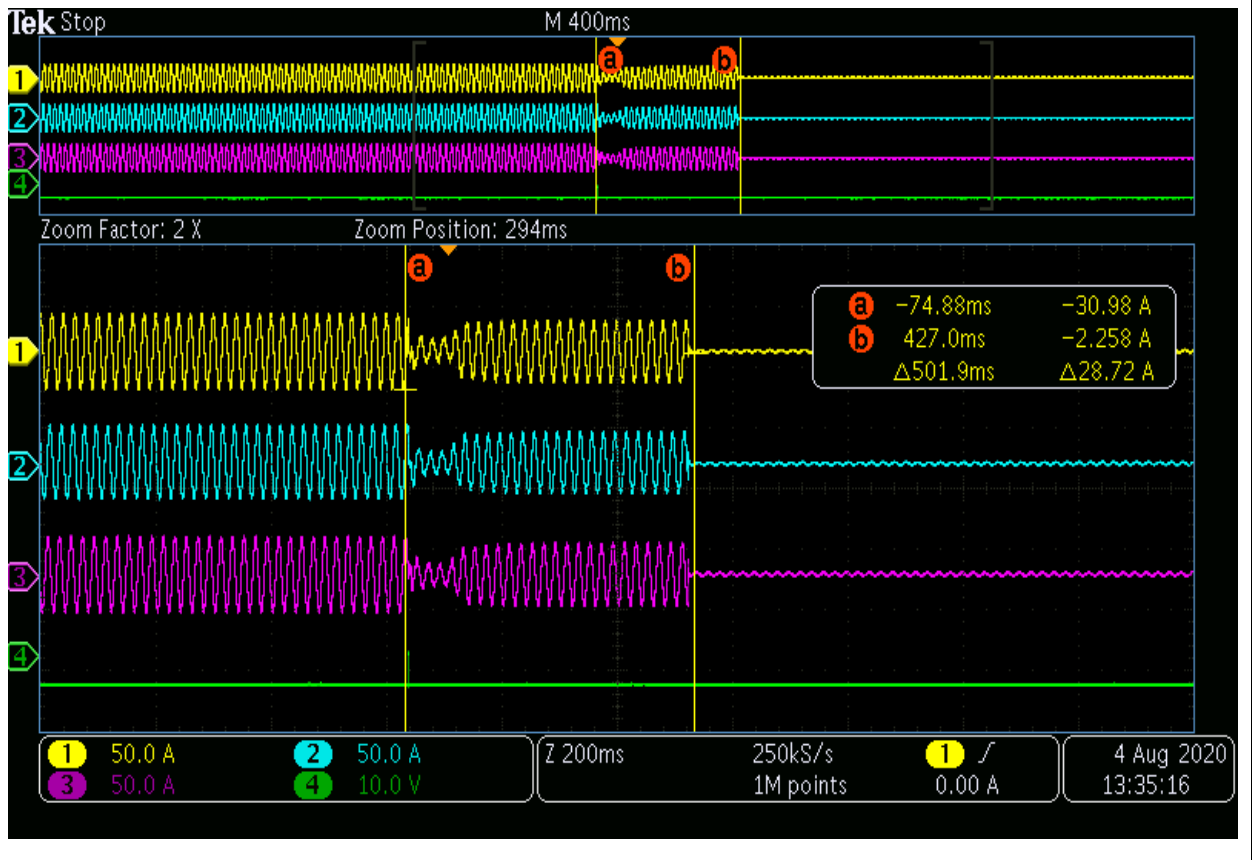 Tek Stop M 400ms
a b
1
2
3
4
Zoom Factor: 2 X Zoom Position: 294ms
a b
a −74.88ms −30.98 A
b 427.0ms −2.258 A
△501.9ms △28.72 A
1
2
3
4
1 50.0 A 2 50.0 A Z 200ms 250kS/s 1 4 Aug 2020
3 50.0 A 4 10.0 V 1M points 0.00 A 13:35:16